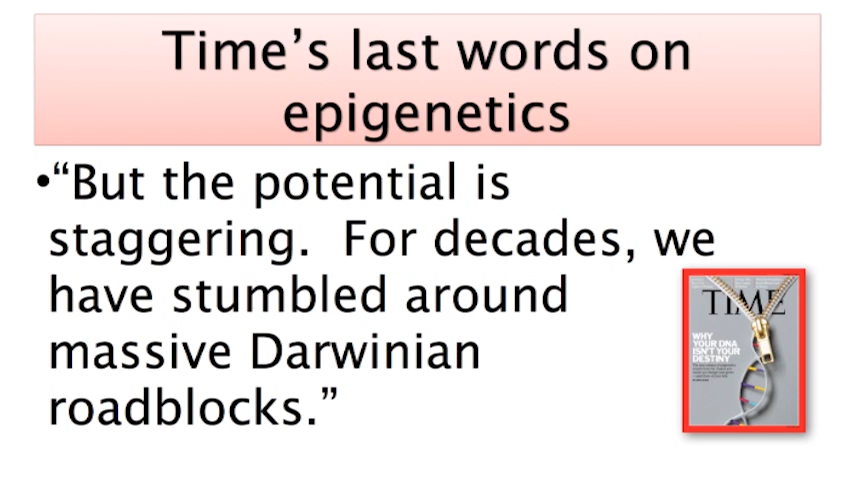 Time’s last words on
epigenetics
•“But the potential is
staggering.  For decades, we
have stumbled around
massive Darwinian
roadblocks.”
TIME
WHY
YOUR DNA
ISN'T YOUR
DESTINY